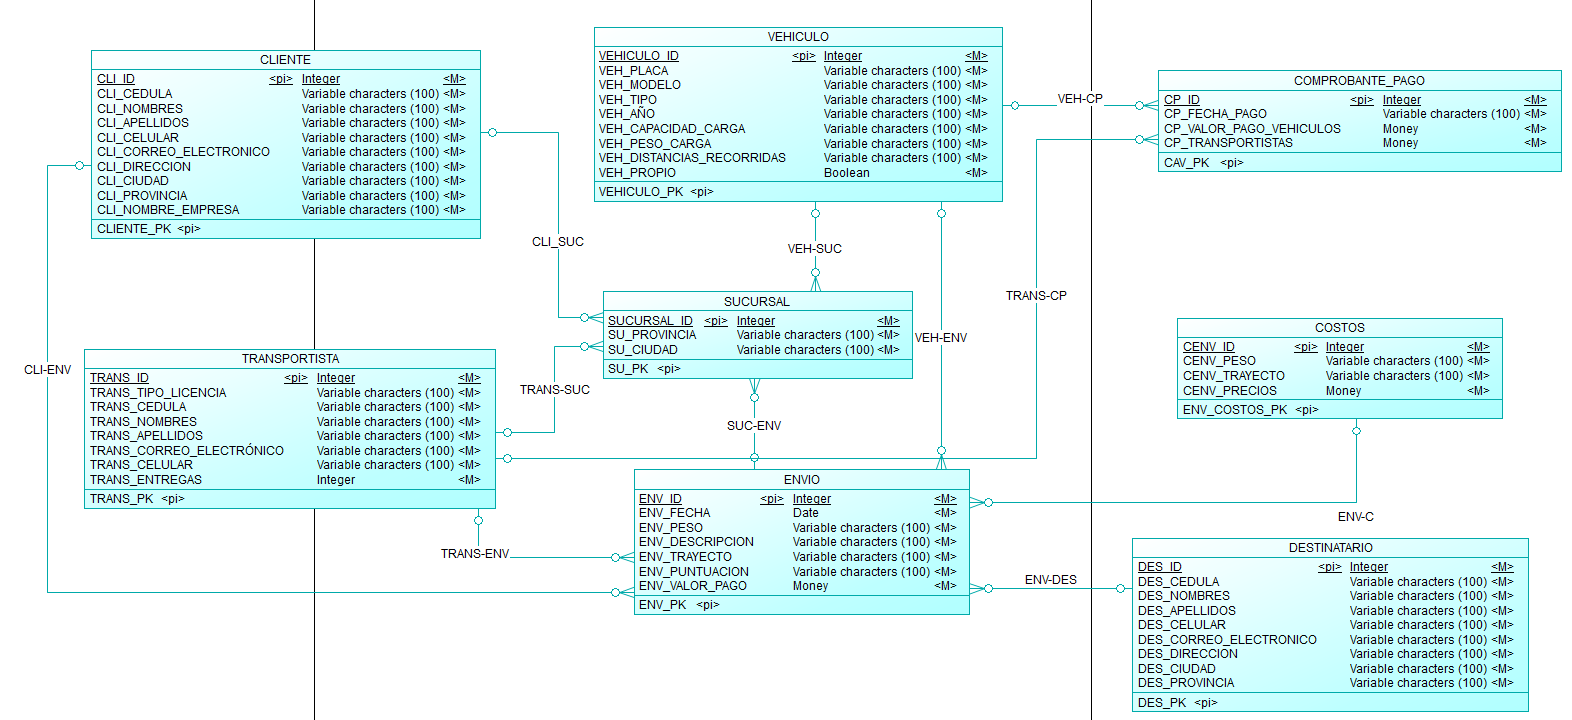 CLIENTE
CLI_ID <pi> Integer <M>
CLI_CEDULA Variable characters (100) <M>
CLI_NOMBRES Variable characters (100) <M>
CLI_APELLIDOS Variable characters (100) <M>
CLI_CELULAR Variable characters (100) <M>
CLI_CORREO_ELECTRONICO Variable characters (100) <M>
CLI_DIRECCION Variable characters (100) <M>
CLI_CIUDAD Variable characters (100) <M>
CLI_PROVINCIA Variable characters (100) <M>
CLI_NOMBRE_EMPRESA Variable characters (100) <M>
CLIENTE_PK <pi>
VEHICULO
VEHICULO_ID <pi> Integer <M>
VEH_PLACA Variable characters (100) <M>
VEH_MODELO Variable characters (100) <M>
VEH_TIPO Variable characters (100) <M>
VEH_AÑO Variable characters (100) <M>
VEH_CAPACIDAD_CARGA Variable characters (100) <M>
VEH_PESO_CARGA Variable characters (100) <M>
VEH_DISTANCIAS_RECORRIDAS Variable characters (100) <M>
VEH_PROPIO Boolean <M>
VEHICULO_PK <pi>
VEH-CP
COMPROBANTE_PAGO
CP_ID <pi> Integer <M>
CP_FECHA_PAGO Variable characters (100) <M>
CP_VALOR_PAGO_VEHICULOS Money <M>
CP_TRANSPORTISTAS Money <M>
CAV_PK <pi>
CLI_SUC
VEH-SUC
TRANS-CP
SUCURSAL
SUCURSAL_ID <pi> Integer <M>
SU_PROVINCIA Variable characters (100) <M>
SU_CIUDAD Variable characters (100) <M>
SU_PK <pi>
VEH-ENV
COSTOS
CENV_ID <pi> Integer <M>
CENV_PESO Variable characters (100) <M>
CENV_TRAYECTO Variable characters (100) <M>
CENV_PRECIOS Money <M>
ENV_COSTOS_PK <pi>
CLI-ENV
TRANSPORTISTA
TRANS_ID <pi> Integer <M>
TRANS_TIPO_LICENCIA Variable characters (100) <M>
TRANS_CEDULA Variable characters (100) <M>
TRANS_NOMBRES Variable characters (100) <M>
TRANS_APELLIDOS Variable characters (100) <M>
TRANS_CORREO_ELECTRÓNICO Variable characters (100) <M>
TRANS_CELULAR Variable characters (100) <M>
TRANS_ENTREGAS Integer <M>
TRANS_PK <pi>
TRANS-SUC
SUC-ENV
ENVIO
ENV_ID <pi> Integer <M>
ENV_FECHA Date <M>
ENV_PESO Variable characters (100) <M>
ENV_DESCRIPCION Variable characters (100) <M>
ENV_TRAYECTO Variable characters (100) <M>
ENV_PUNTUACION Variable characters (100) <M>
ENV_VALOR_PAGO Money <M>
ENV_PK <pi>
TRANS-ENV
ENV-C
ENV-DES
DESTINATARIO
DES_ID <pi> Integer <M>
DES_CEDULA Variable characters (100) <M>
DES_NOMBRES Variable characters (100) <M>
DES_APELLIDOS Variable characters (100) <M>
DES_CELULAR Variable characters (100) <M>
DES_CORREO_ELECTRONICO Variable characters (100) <M>
DES_DIRECCION Variable characters (100) <M>
DES_CIUDAD Variable characters (100) <M>
DES_PROVINCIA Variable characters (100) <M>
DES_PK <pi>